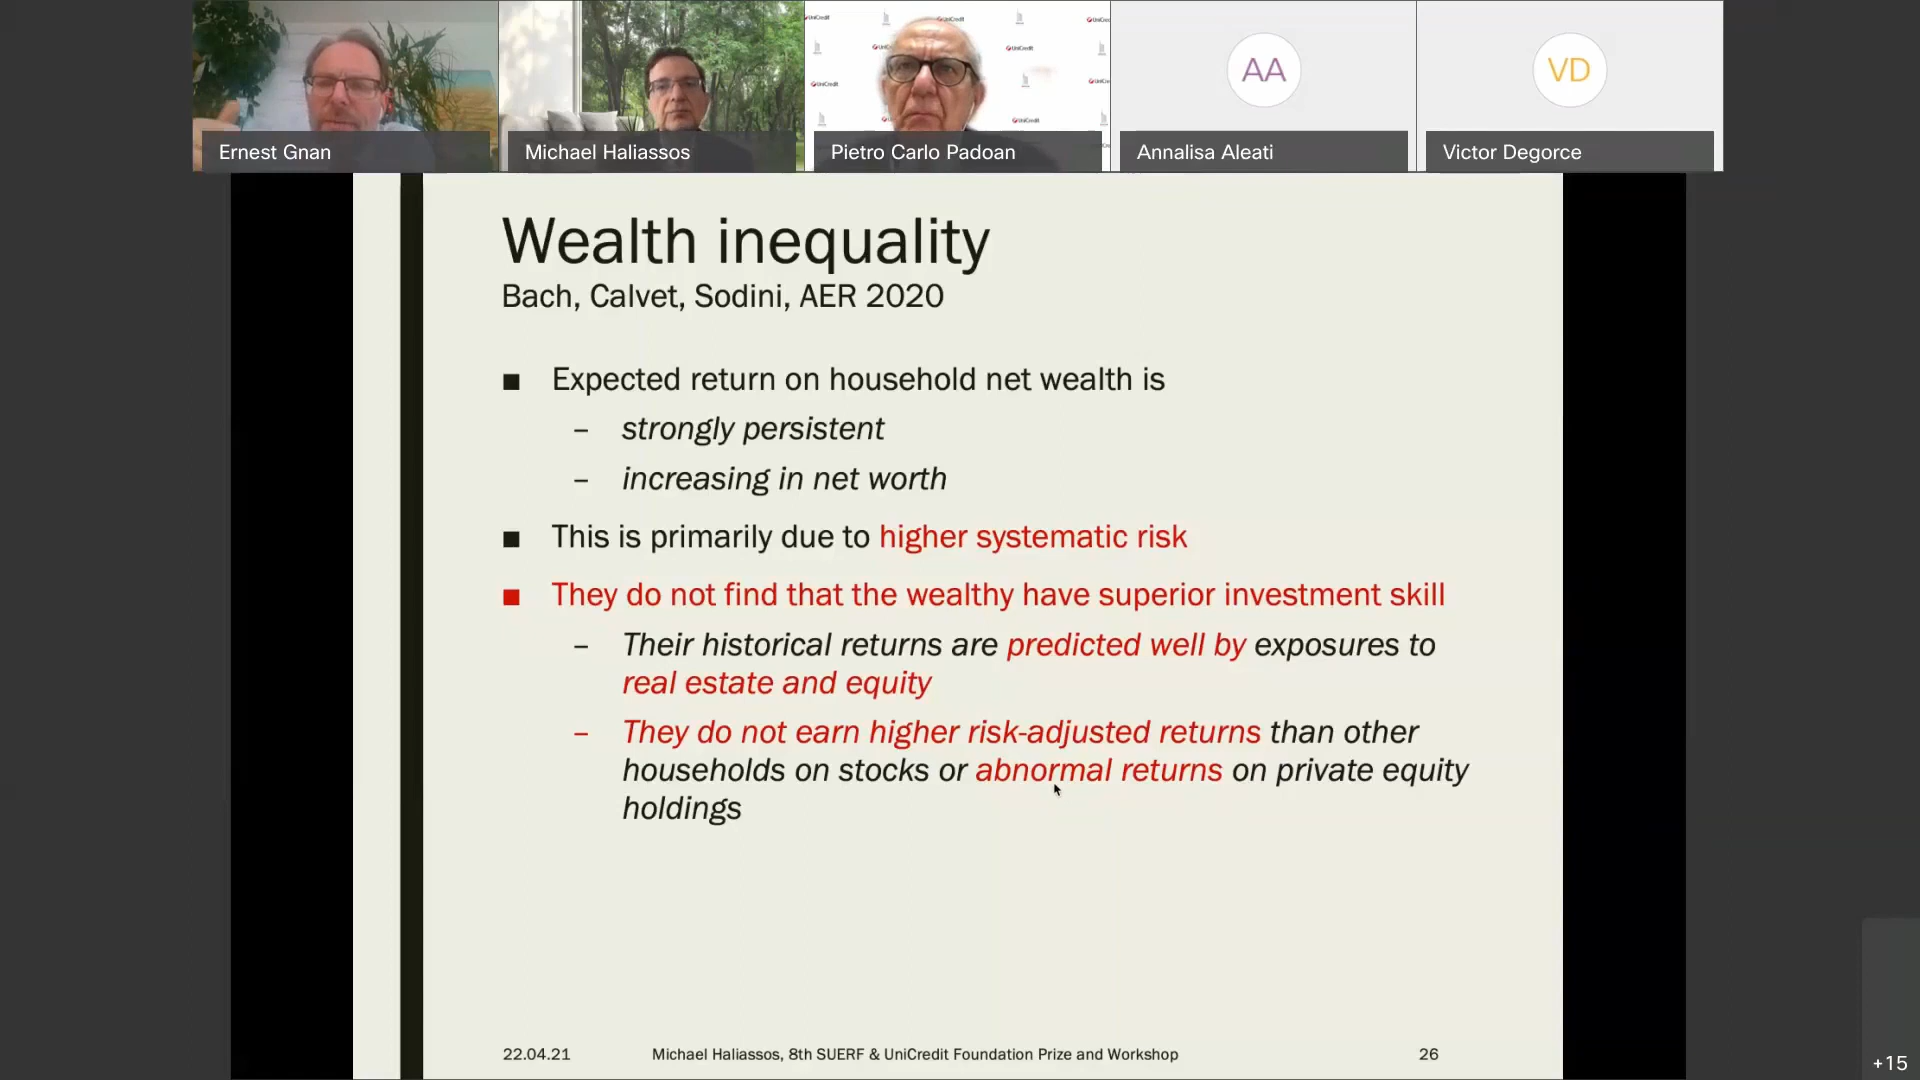 Ernest Gnan
Michael Haliassos
UniCredit
Pietro Carlo Padoan
AA
Annalisa Aleati
VD
Victor Degorce
Wealth inequality
Bach, Calvet, Sodini, AER 2020
■ Expected return on household net wealth is
– strongly persistent
– increasing in net worth
■ This is primarily due to higher systematic risk
■ They do not find that the wealthy have superior investment skill
– Their historical returns are predicted well by exposures to
real estate and equity
– They do not earn higher risk-adjusted returns than other
households on stocks or abnormal returns on private equity
holdings
22.04.21 Michael Haliassos, 8th SUERF & UniCredit Foundation Prize and Workshop 26
+15